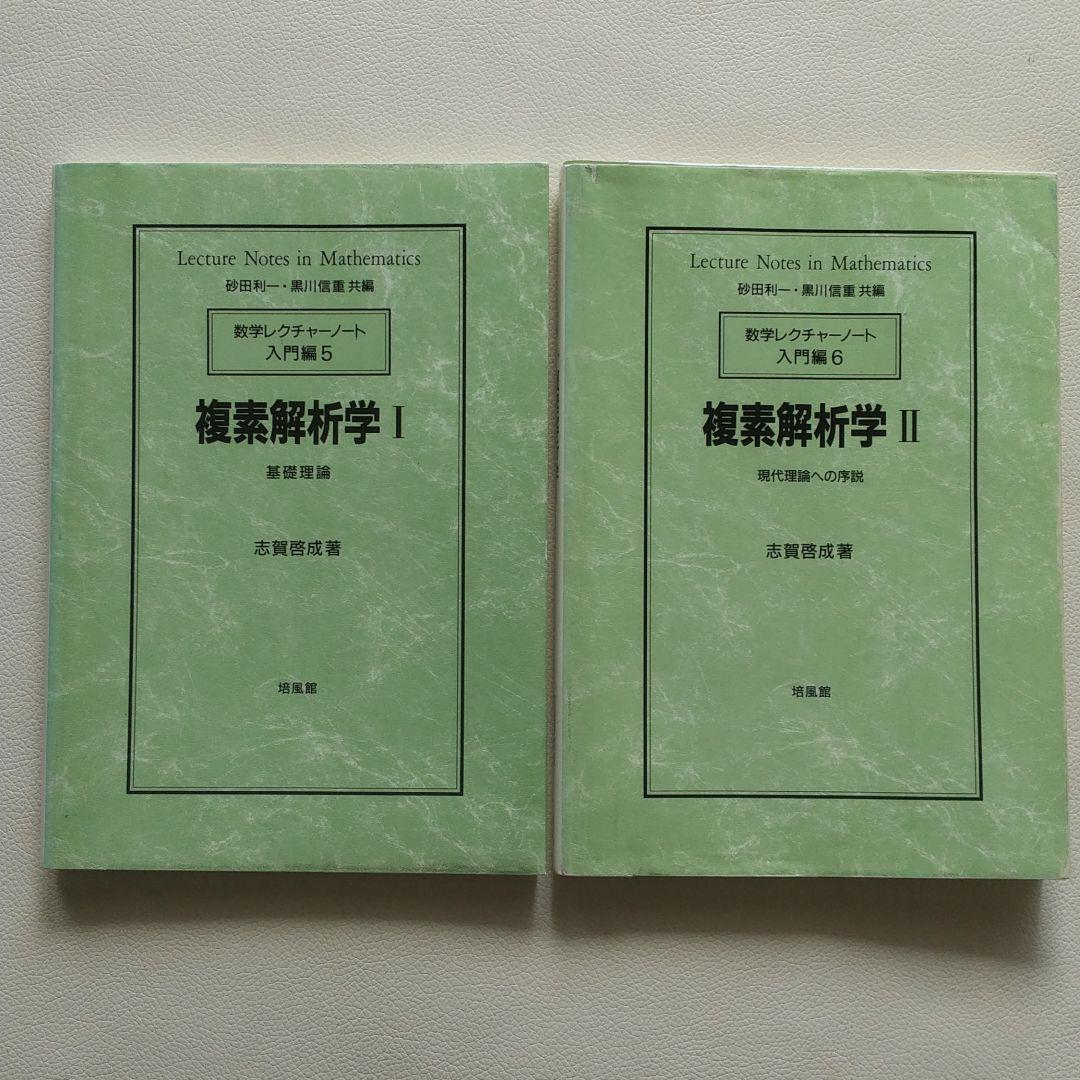 Lecture Notes in Mathematics
砂田利一・黒川信重 共編
数学レクチャーノート
入門編 5
複素解析学 I
基礎理論
志賀啓成著
培風館
Lecture Notes in Mathematics
砂田利一・黒川信重 共編
数学レクチャーノート
入門編 6
複素解析学 II
現代理論への序説
志賀啓成著
培風館